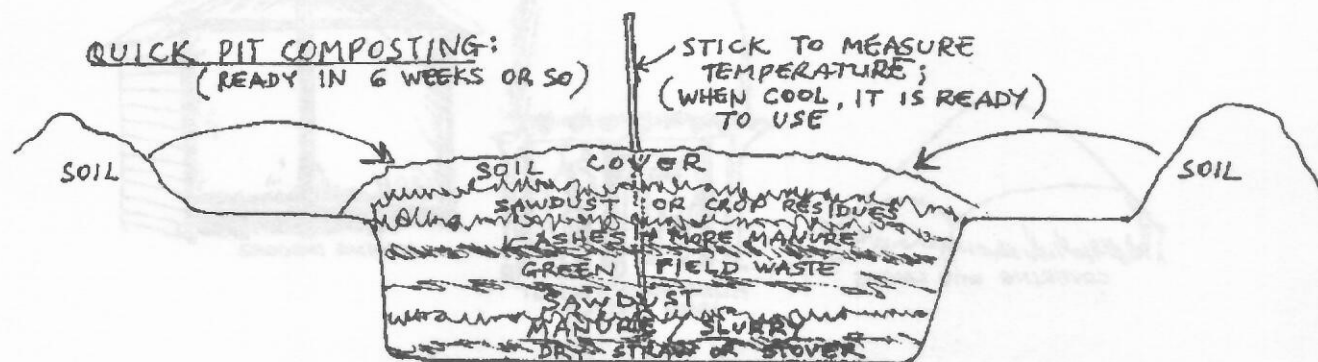 QUICK PIT COMPOSTING:
(READY IN 6 WEEKS OR SO)
STICK TO MEASURE
TEMPERATURE;
(WHEN COOL, IT IS READY)
TO USE
SOIL
SOIL
SOIL COVER
SAWDUST OR CROP RESIDUES
ASHES + MORE MANURE
GREEN FIELD WASTE
SAWDUST
MANURE / SLURRY
DRY STRAW OR STOVER
COVERING WITH